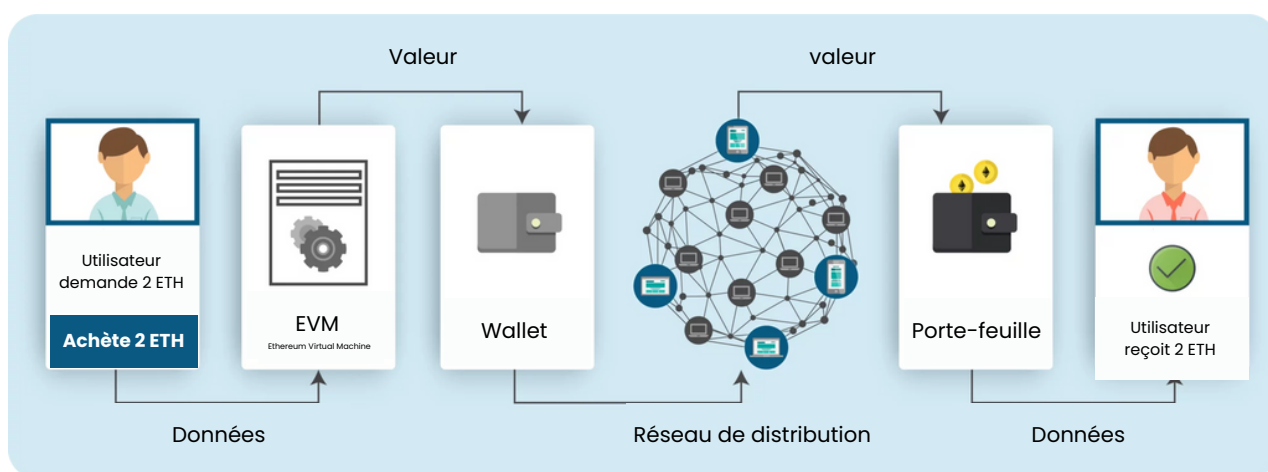 Valeur
valeur
Utilisateur
demande 2 ETH
Achète 2 ETH
EVM
Ethereum Virtual Machine
Wallet
Porte-feuille
Utilisateur
reçoit 2 ETH
Données
Réseau de distribution
Données